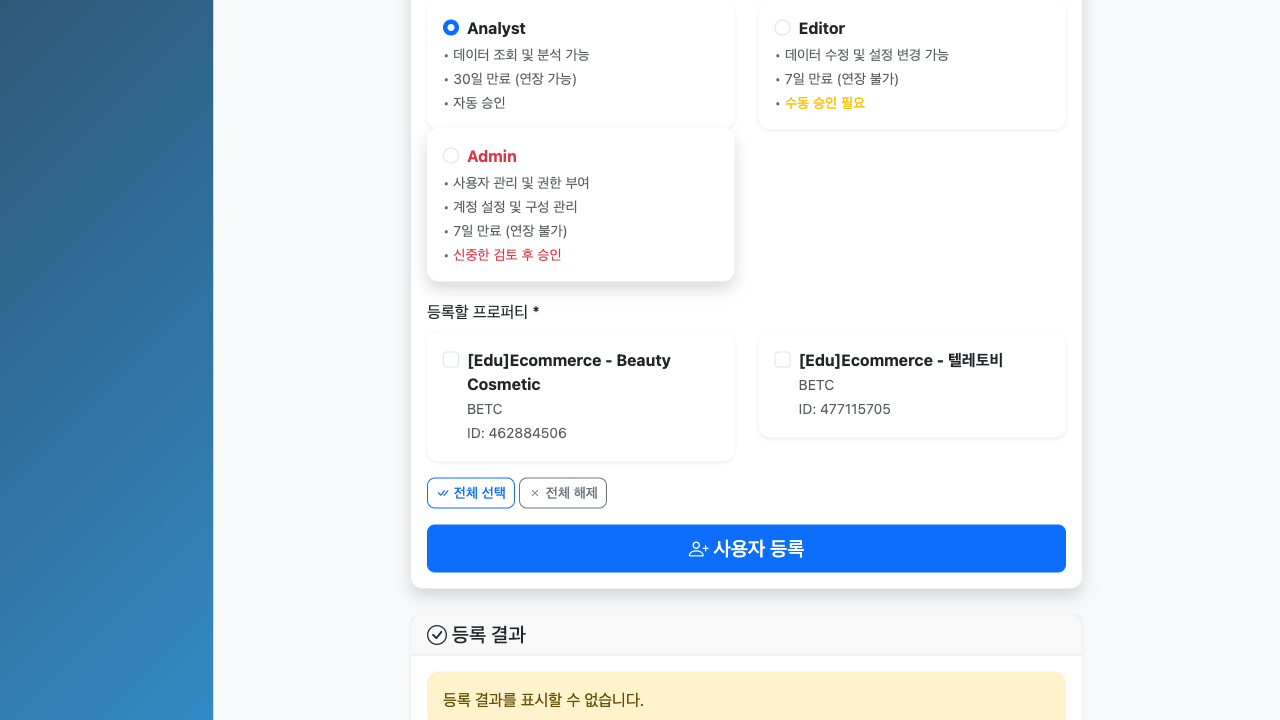 Analyst
• 데이터 조회 및 분석 가능
• 30일 만료 (연장 가능)
• 자동 승인
Editor
• 데이터 수정 및 설정 변경 가능
• 7일 만료 (연장 불가)
• 수동 승인 필요
Admin
• 사용자 관리 및 권한 부여
• 계정 설정 및 구성 관리
• 7일 만료 (연장 불가)
• 신중한 검토 후 승인
등록할 프로퍼티 *
[Edu]Ecommerce - Beauty
Cosmetic
BETC
ID: 462884506
[Edu]Ecommerce - 텔레토비
BETC
ID: 477115705
전체 선택
전체 해제
사용자 등록
등록 결과
등록 결과를 표시할 수 없습니다.